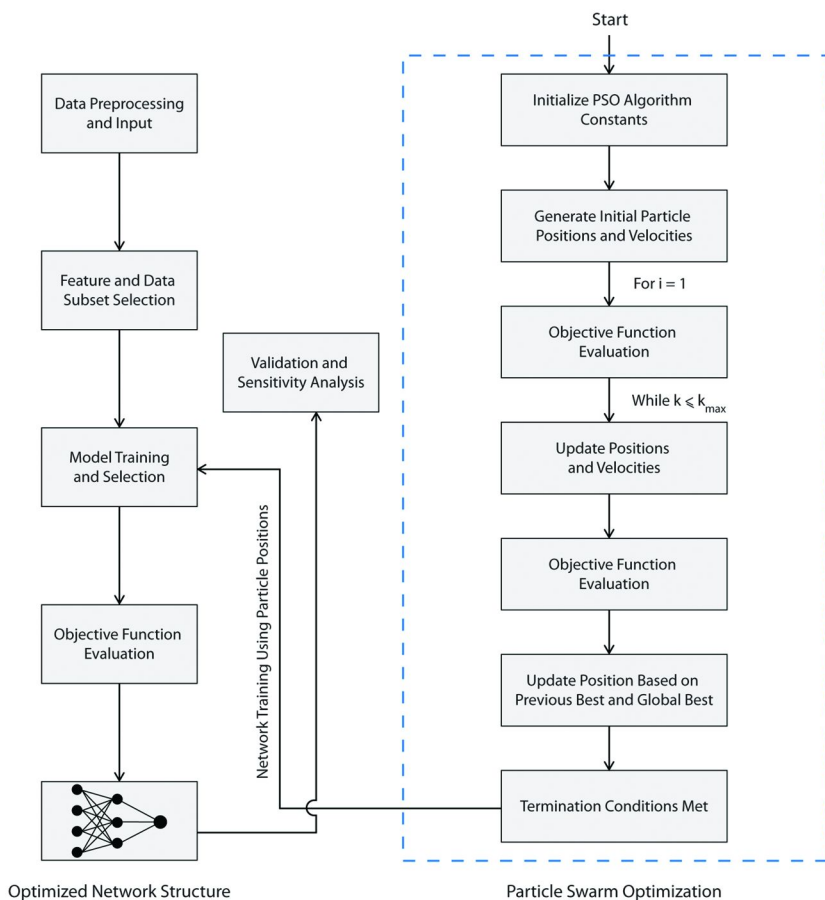 Start
Data Preprocessing
and Input
Feature and Data
Subset Selection
Model Training
and Selection
Objective Function
Evaluation
Optimized Network Structure
Validation and
Sensitivity Analysis
Network Training Using Particle Positions
Initialize PSO Algorithm
Constants
Generate Initial Particle
Positions and Velocities
For i = 1
Objective Function
Evaluation
While k ⩽ kmax
Update Positions
and Velocities
Objective Function
Evaluation
Update Position Based on
Previous Best and Global Best
Termination Conditions Met
Particle Swarm Optimization